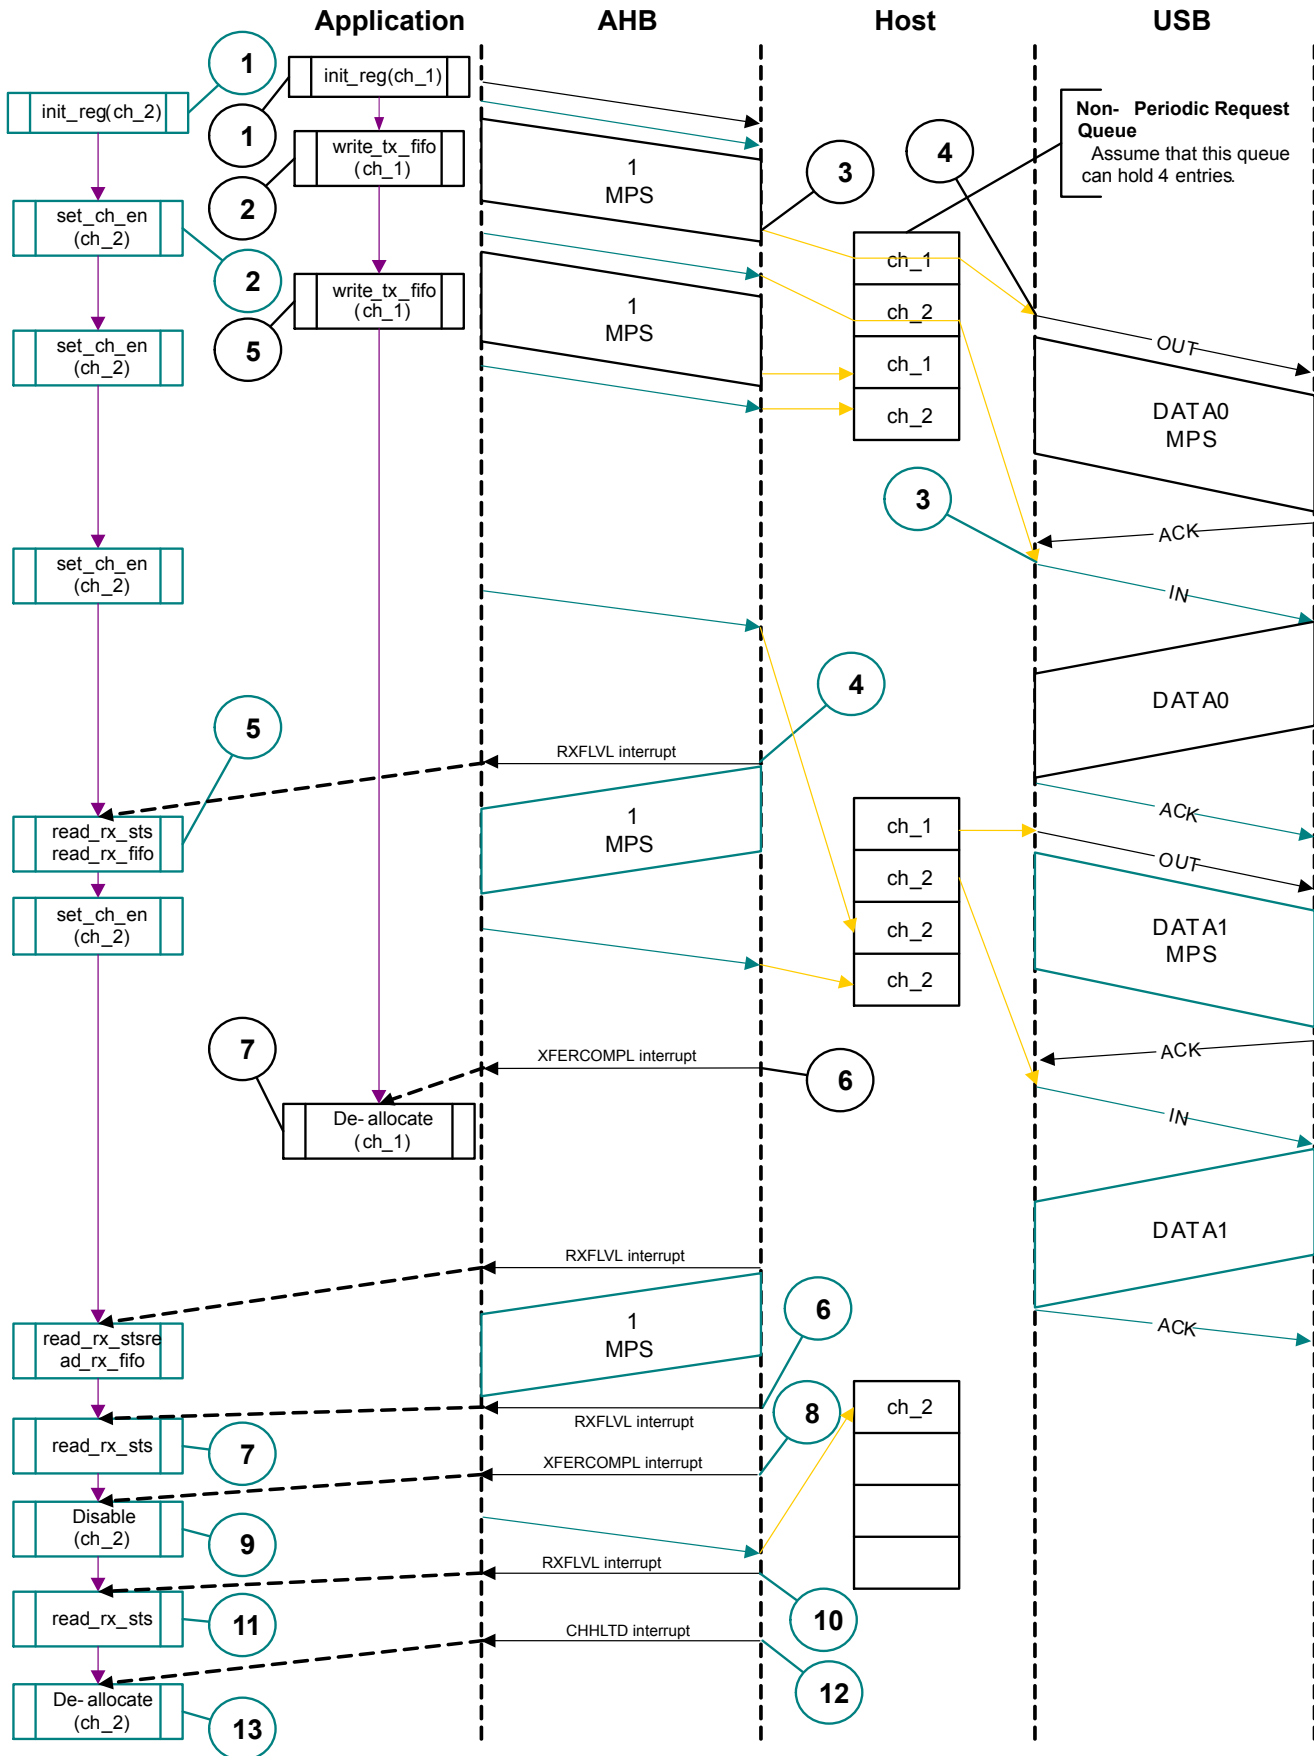 Application
AHB
Host
USB
1
init_reg(ch_1)
init_reg(ch_2)
1
Non- Periodic Request
Queue
Assume that this queue
can hold 4 entries.
write_tx_fifo
(ch_1)
1
MPS
3
4
2
set_ch_en
(ch_2)
2
ch_1
write_tx_fifo
(ch_1)
1
MPS
ch_2
5
set_ch_en
(ch_2)
OUT
ch_1
ch_2
DATA0
MPS
3
ACK
set_ch_en
(ch_2)
IN
4
DATA0
5
RXFLVL interrupt
read_rx_sts
read_rx_fifo
1
MPS
ch_1
ACK
OUT
ch_2
set_ch_en
(ch_2)
ch_2
DATA1
MPS
ch_2
7
XFERCOMPL interrupt
6
ACK
De-allocate
(ch_1)
IN
DATA1
RXFLVL interrupt
6
read_rx_stsre
ad_rx_fifo
1
MPS
ACK
8
ch_2
RXFLVL interrupt
read_rx_sts
7
XFERCOMPL interrupt
Disable
(ch_2)
9
RXFLVL interrupt
read_rx_sts
11
10
CHHLTD interrupt
12
De-allocate
(ch_2)
13